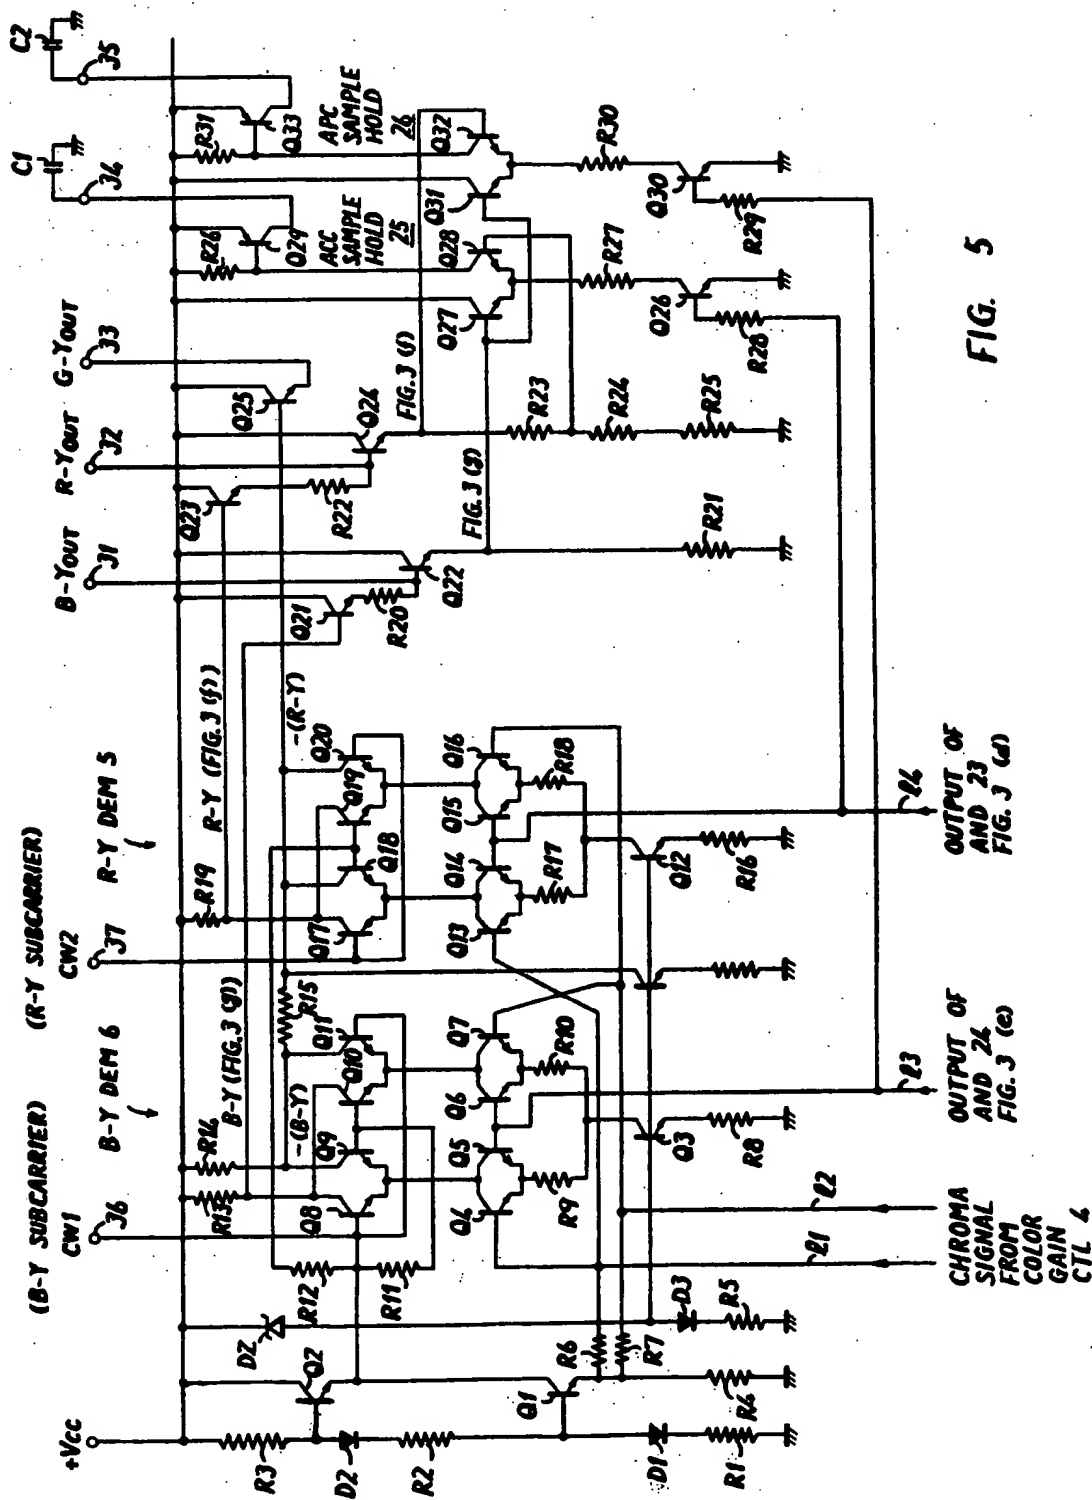 (B-Y SUBCARRIER)
(R-Y SUBCARRIER)
+Vcc
CW1
36
B-Y DEM 6
CW2
37
R-Y DEM 5
B-YOUT
31
R-YOUT
32
G-YOUT
33
C1
34
C2
35
R3
D2
R2
Q2
DZ
Q1
D1
R1
R4
R6
R7
D3
R5
R12
R11
R13
R14
B-Y (FIG.3 (g))
-(B-Y)
Q8
Q9
Q10
Q11
R15
Q4
Q5
Q6
Q7
R9
R10
Q3
R8
R19
R-Y (FIG.3 (f))
-(R-Y)
Q17
Q18
Q19
Q20
Q13
Q14
Q15
Q16
R17
R18
Q12
R16
Q21
R20
Q22
R21
Q23
R22
Q24
Q25
FIG.3 (f)
FIG.3 (g)
R23
R24
R25
R26
Q29
ACC
SAMPLE
HOLD
25
Q27
Q28
R27
Q26
R28
R31
Q33
APC
SAMPLE
HOLD
26
Q31
Q32
R30
Q30
R29
l1
l2
CHROMA
SIGNAL
FROM
COLOR
GAIN
CTL 4
l3
OUTPUT OF
AND 24
FIG. 3 (e)
l4
OUTPUT OF
AND 23
FIG. 3 (d)
FIG. 5